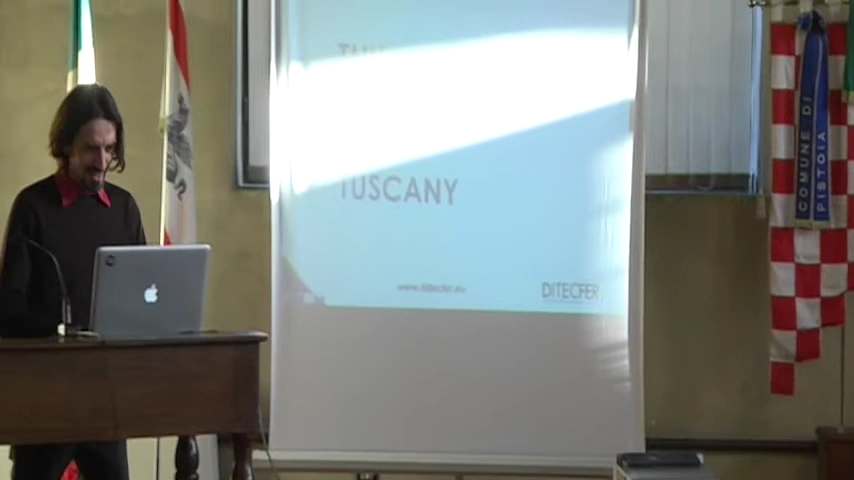 TUSCANY
www.ditecfer.eu
DITECFER
COMUNE DI
PISTOIA